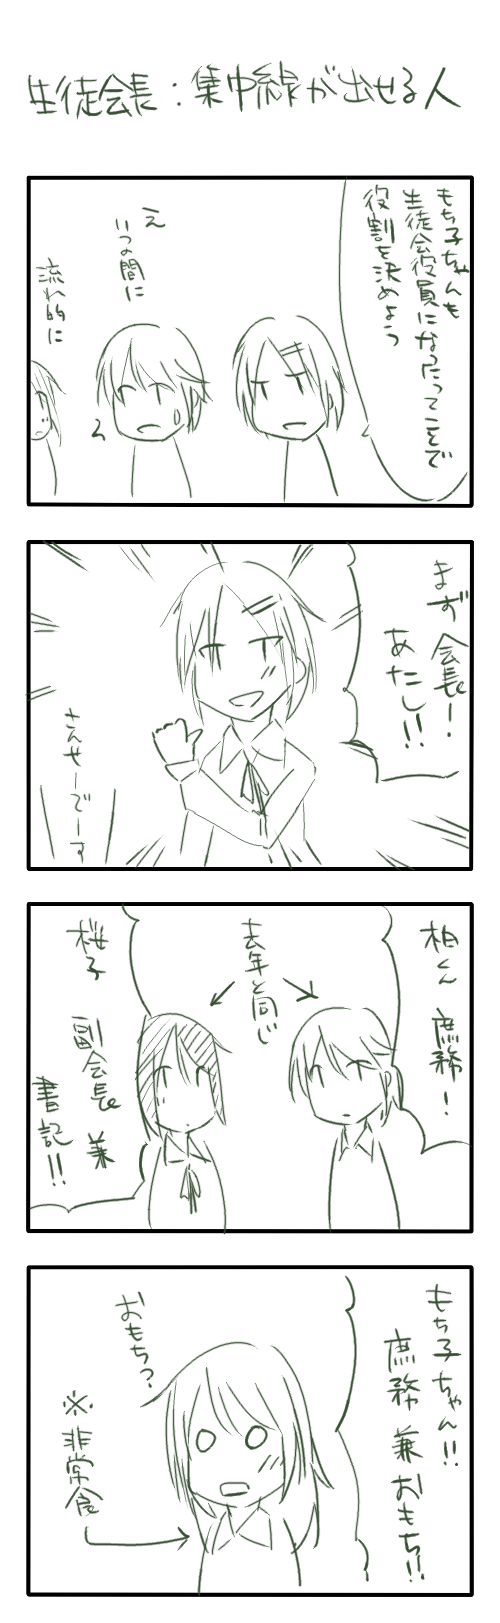 生徒会長：集中線が出せる人
もち子ちゃんも
生徒会役員になったってことで
役割を決めよう
え
いつの間に
流れ的に
まず会長！
あたし!!
さんせーでーす
柏くん 庶務！
去年と同じ
桜子 副会長 兼
書記!!
もち子ちゃん!!
庶務 兼 おもち!!
おもち？
※非常食